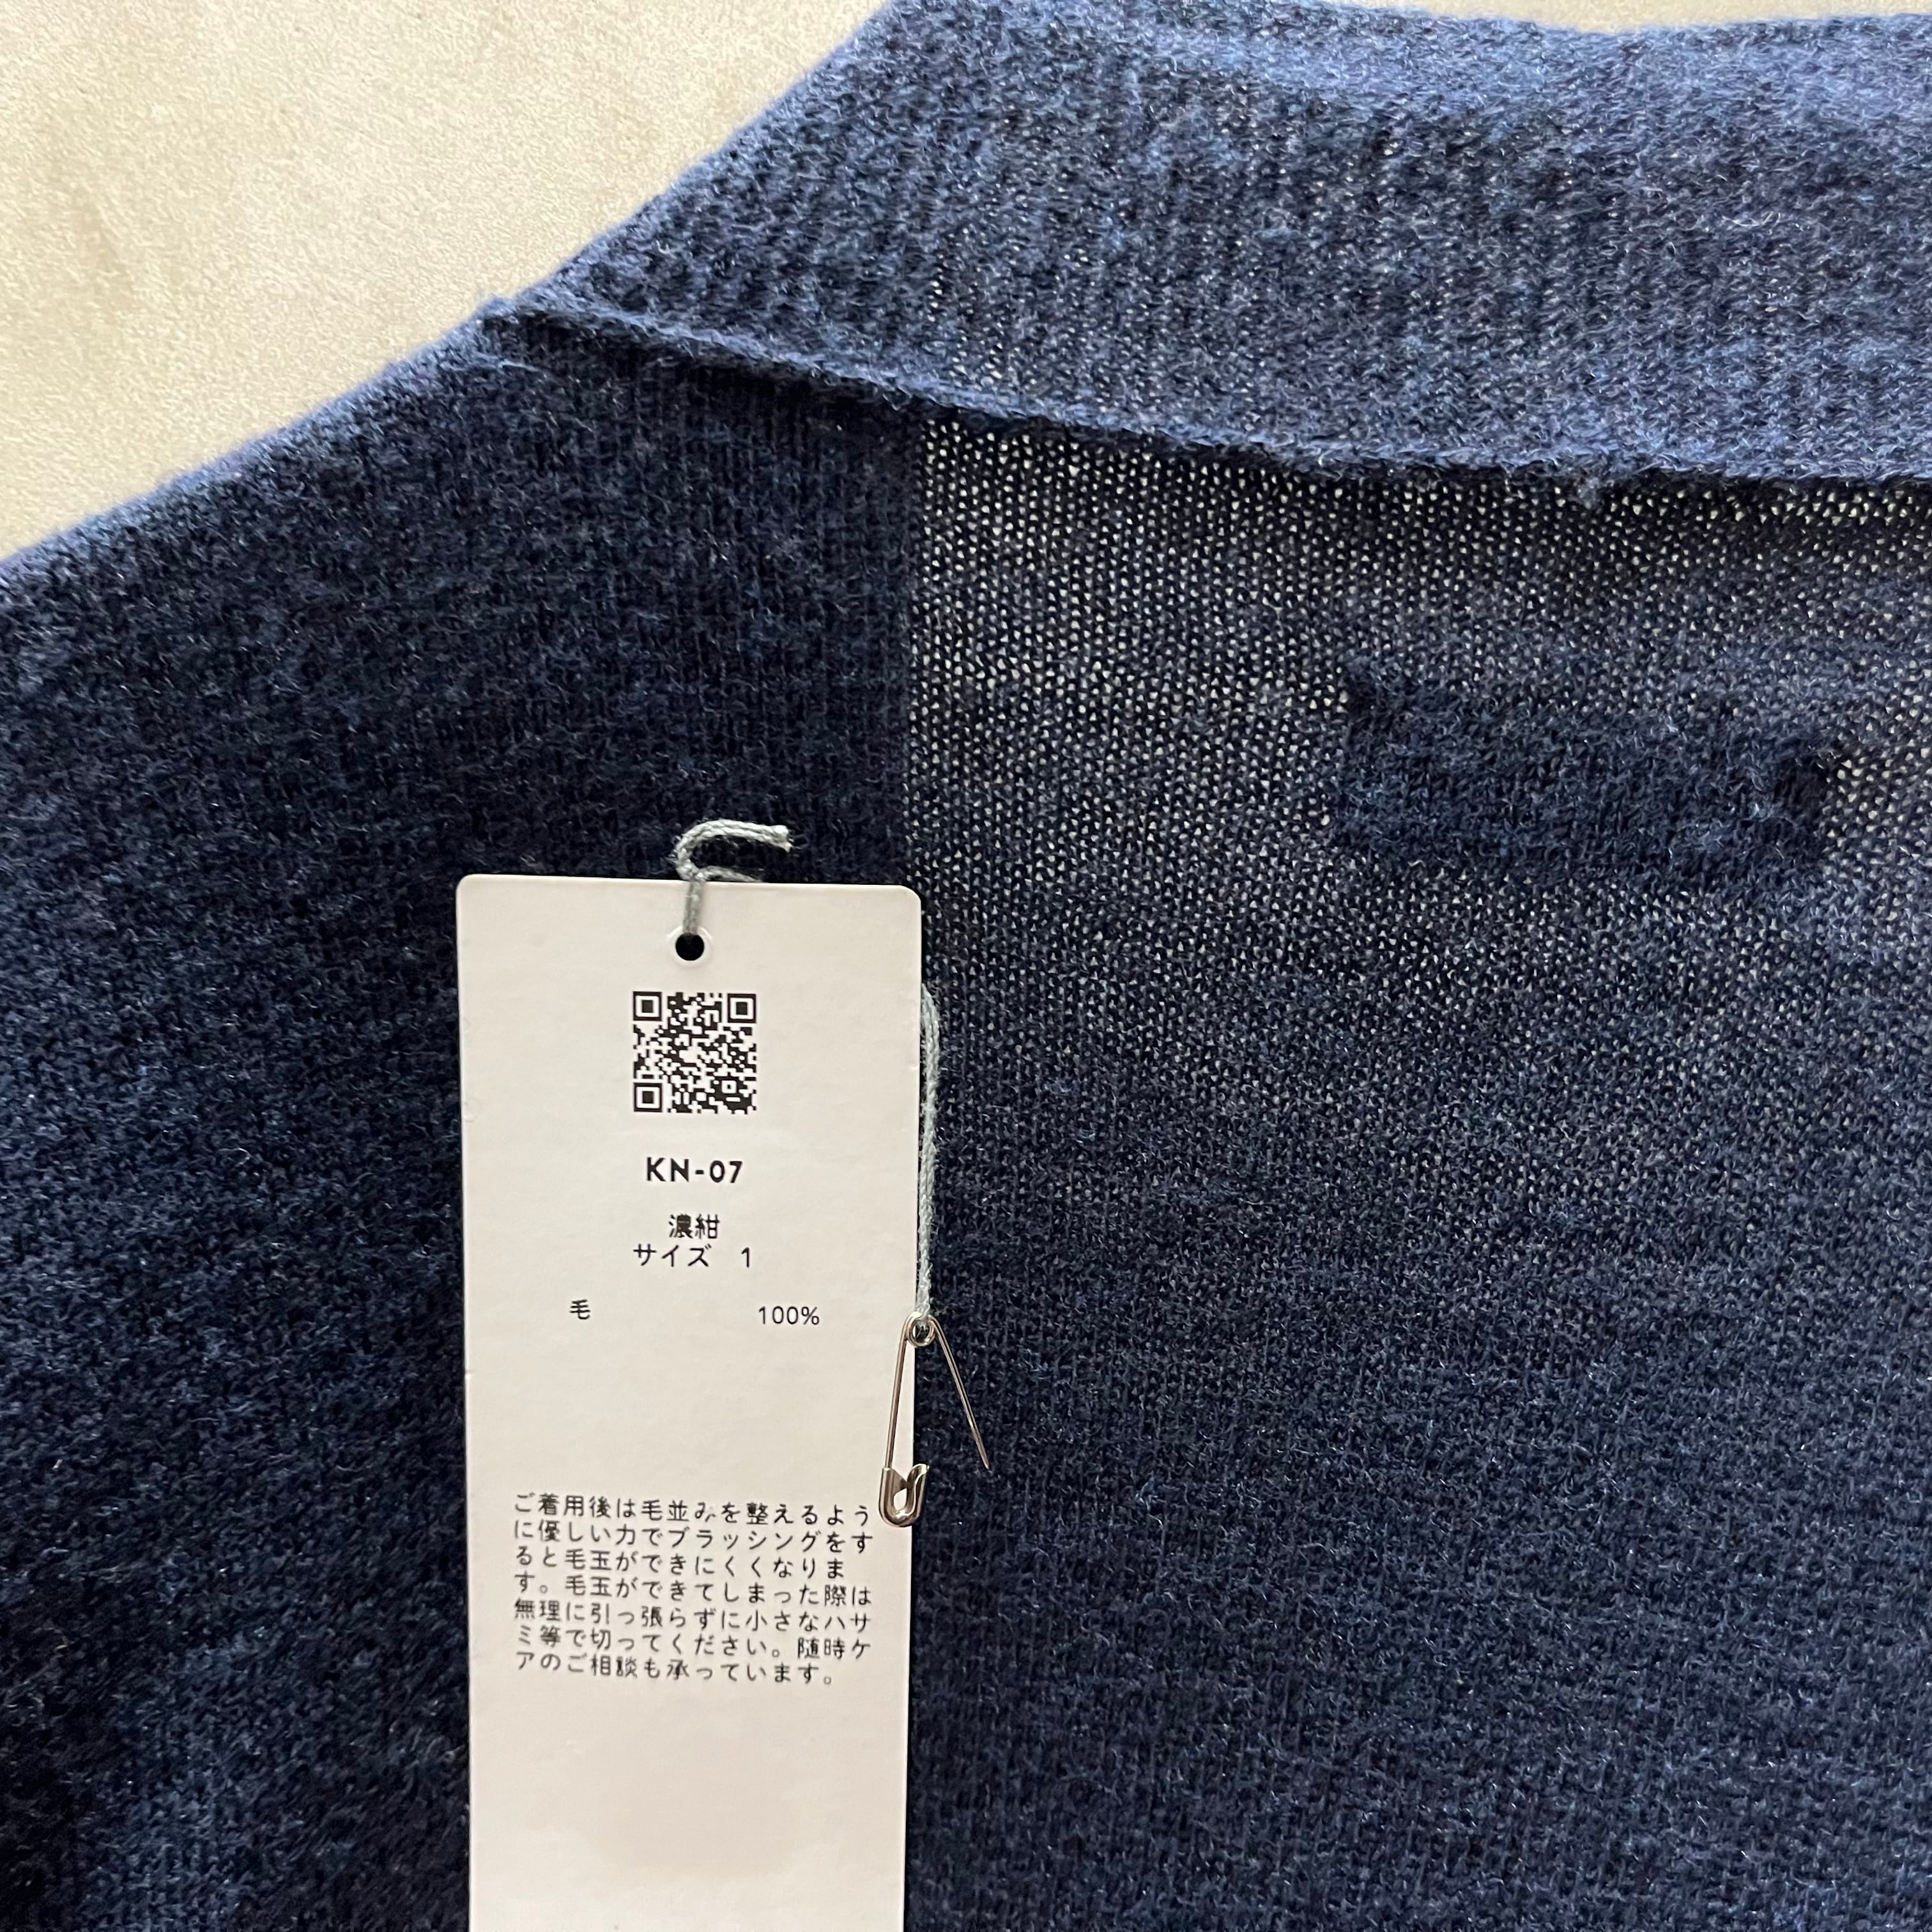 KN-07
濃紺
サイズ 1
毛 100%
ご着用後は毛並みを整えるよう
に優しい力でブラッシングをす
ると毛玉ができにくくなりま
す。毛玉ができてしまった際は
無理に引っ張らずに小さなハサ
ミ等で切ってください。随時ケ
アのご相談も承っています。